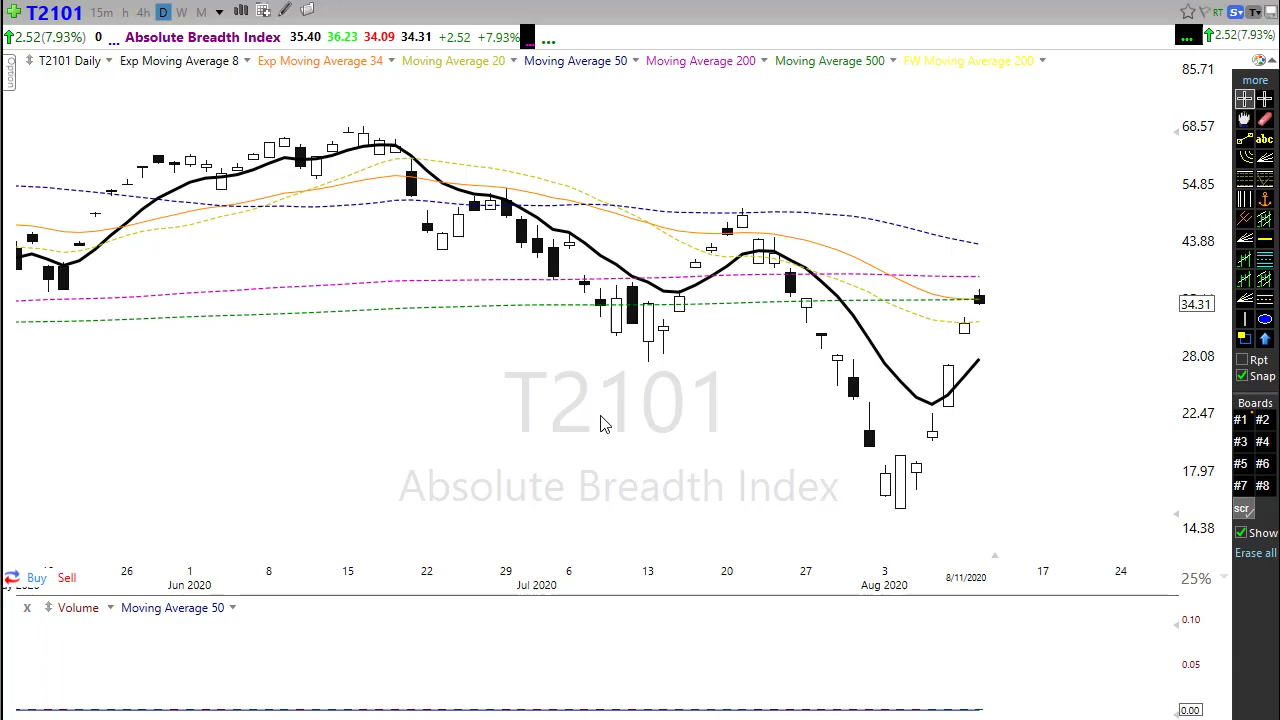 T2101 15m h 4h D W M S T
2.52(7.93%) 0 ... Absolute Breadth Index 35.40 36.23 34.09 34.31 +2.52 +7.93% ... ... ... 2.52(7.93%)
Option
T2101 Daily Exp Moving Average 8 Exp Moving Average 34 Moving Average 20 Moving Average 50 Moving Average 200 Moving Average 500 FW Moving Average 200
RT
85.71
68.57
54.85
43.88
34.31
28.08
22.47
17.97
14.38
more
abc
Rpt
Snap
Boards
#1 #2
#3 #4
#5 #6
#7 #8
scr
Show
Erase all
T2101
Absolute Breadth Index
26 1 8 15 22 29 6 13 20 27 3 17 24
Jun 2020 Jul 2020 Aug 2020 8/11/2020
Buy Sell
25%
X Volume Moving Average 50
0.10
0.05
0.00